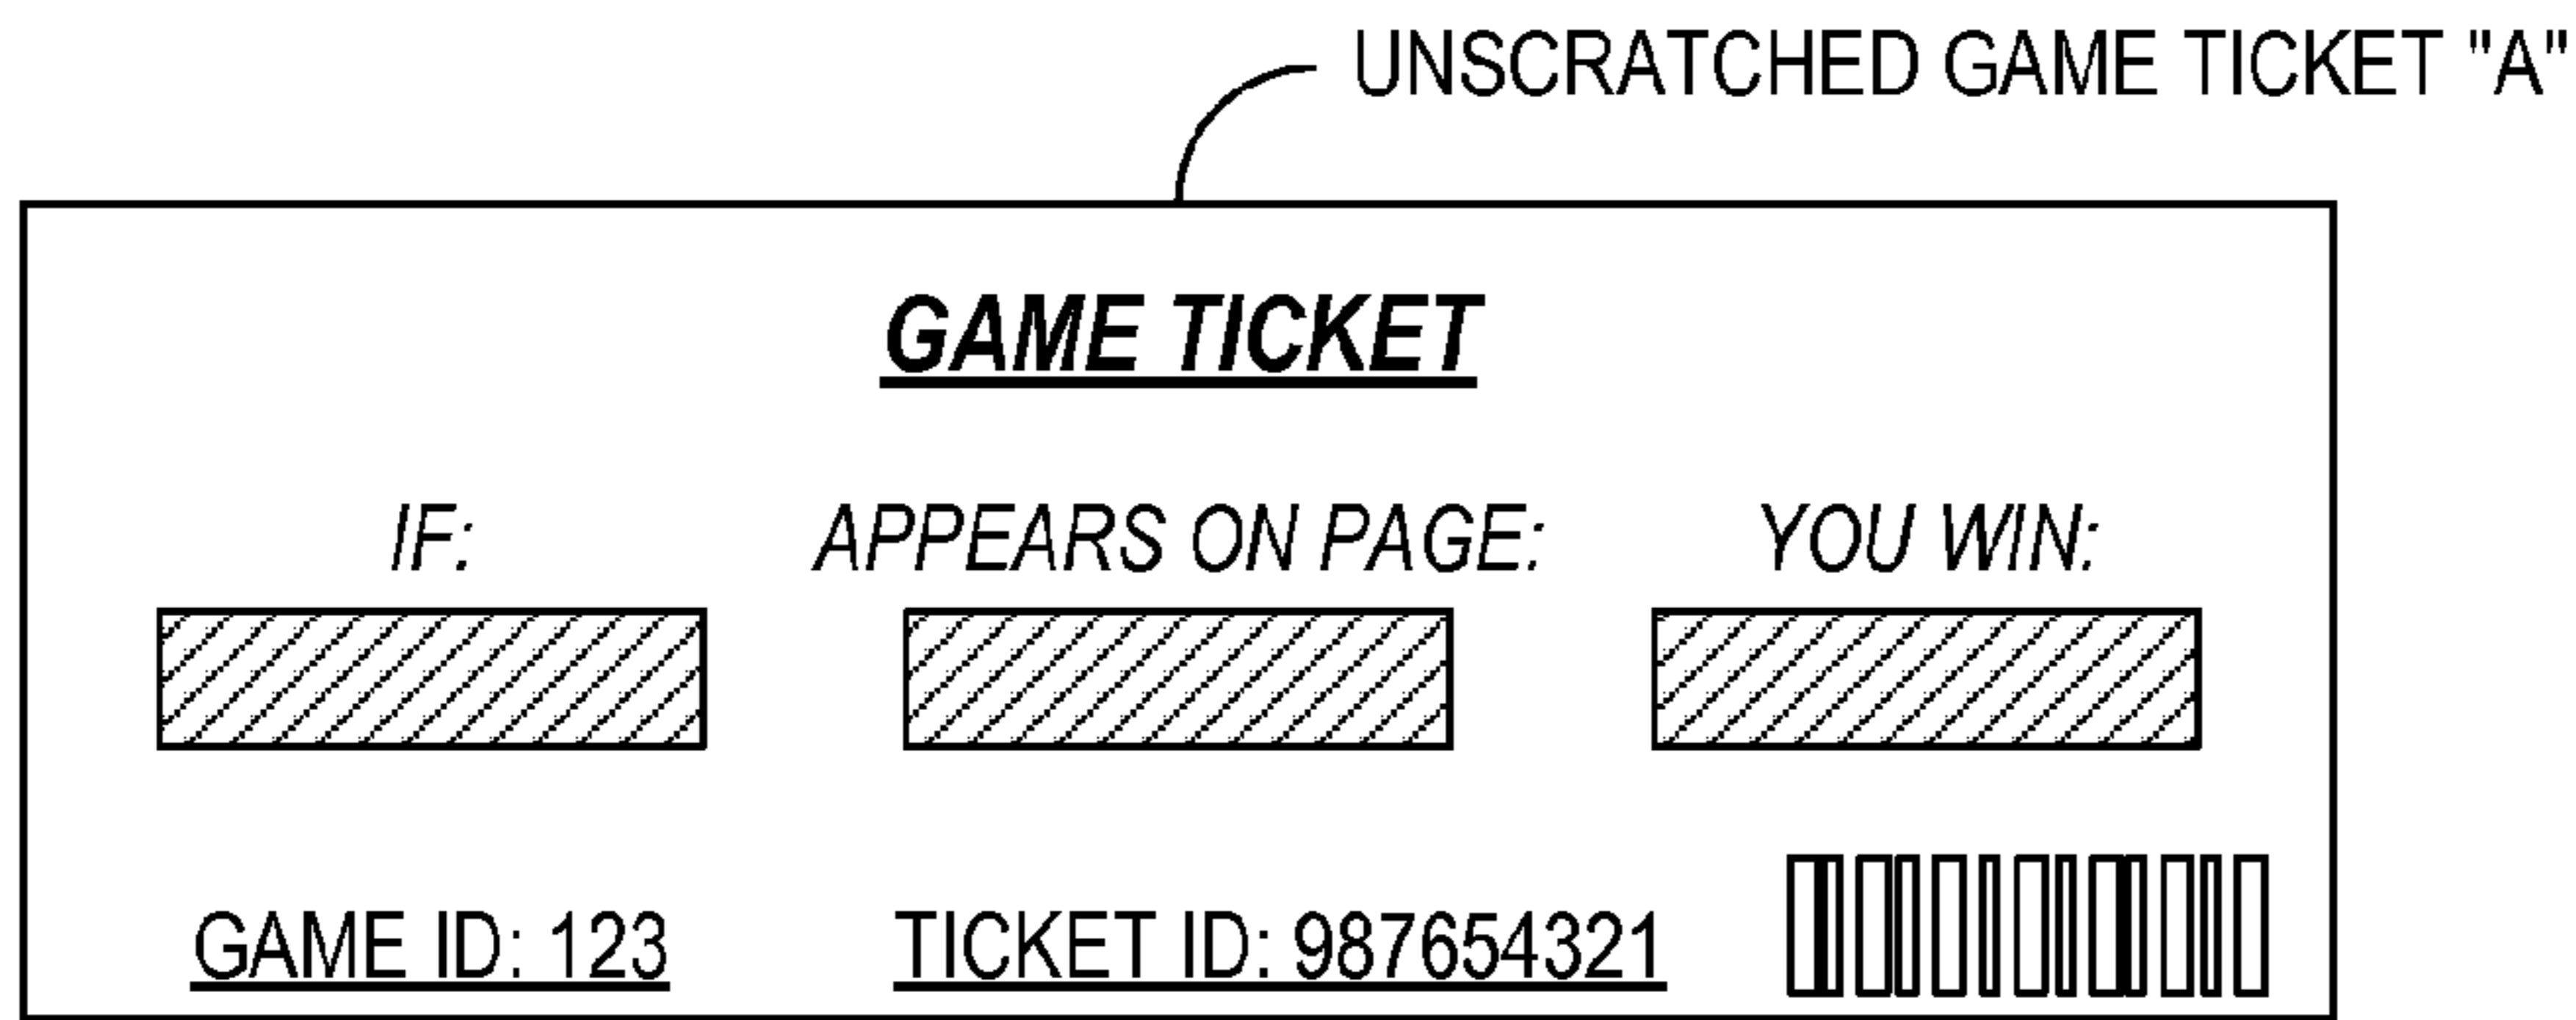 UNSCRATCHED GAME TICKET "A"
GAME TICKET
IF: APPEARS ON PAGE: YOU WIN:
GAME ID: 123 TICKET ID: 987654321